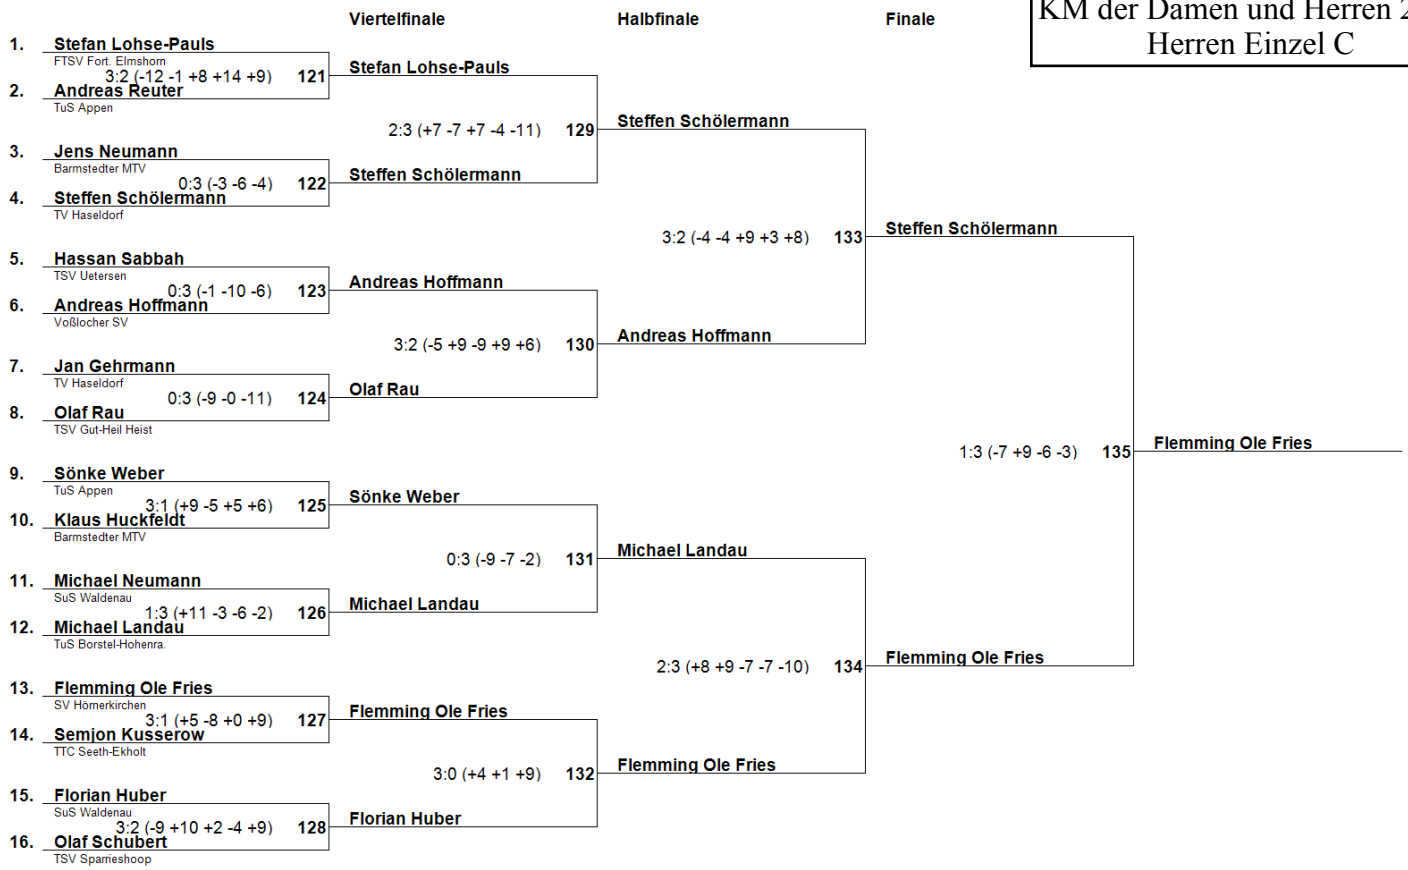 Viertelfinale
Halbfinale
Finale
KM der Damen und Herren
Herren Einzel C
1. Stefan Lohse-Pauls
FTSV Fort. Elmshorn
3:2 (-12 -1 +8 +14 +9) 121
Stefan Lohse-Pauls
2. Andreas Reuter
TuS Appen
2:3 (+7 -7 +7 -4 -11) 129
Steffen Schölermann
3. Jens Neumann
Barmstedter MTV
0:3 (-3 -6 -4) 122
Steffen Schölermann
4. Steffen Schölermann
TV Haseldorf
3:2 (-4 -4 +9 +3 +8) 133
Steffen Schölermann
5. Hassan Sabbah
TSV Uetersen
0:3 (-1 -10 -6) 123
Andreas Hoffmann
6. Andreas Hoffmann
Voßlocher SV
3:2 (-5 +9 -9 +9 +6) 130
Andreas Hoffmann
7. Jan Gehrmann
TV Haseldorf
0:3 (-9 -0 -11) 124
Olaf Rau
8. Olaf Rau
TSV Gut-Heil Heist
1:3 (-7 +9 -6 -3) 135
Flemming Ole Fries
9. Sönke Weber
TuS Appen
3:1 (+9 -5 +5 +6) 125
Sönke Weber
10. Klaus Huckfeldt
Barmstedter MTV
0:3 (-9 -7 -2) 131
Michael Landau
11. Michael Neumann
SuS Waldenau
1:3 (+11 -3 -6 -2) 126
Michael Landau
12. Michael Landau
TuS Borstel-Hohenra.
2:3 (+8 +9 -7 -7 -10) 134
Flemming Ole Fries
13. Flemming Ole Fries
SV Hörnerkirchen
3:1 (+5 -8 +0 +9) 127
Flemming Ole Fries
14. Semjon Kusserow
TTC Seeth-Ekholt
3:0 (+4 +1 +9) 132
Flemming Ole Fries
15. Florian Huber
SuS Waldenau
3:2 (-9 +10 +2 -4 +9) 128
Florian Huber
16. Olaf Schubert
TSV Sparrieshoop